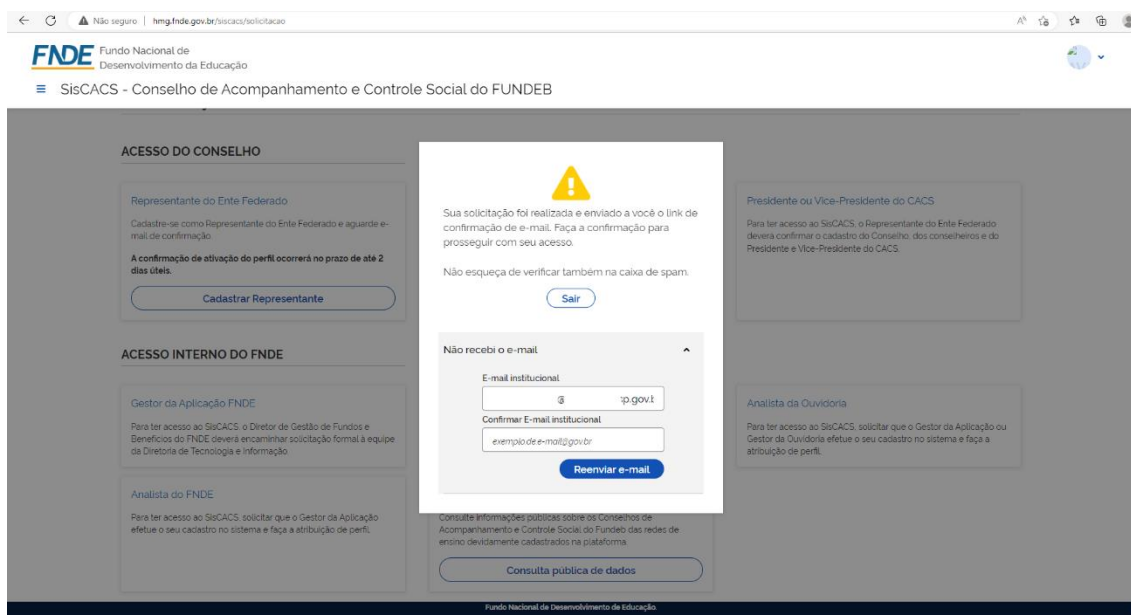 Não seguro | hmg.fnde.gov.br/siscacs/solicitacao
FNDE Fundo Nacional de
Desenvolvimento da Educação
SisCACS - Conselho de Acompanhamento e Controle Social do FUNDEB
ACESSO DO CONSELHO
Representante do Ente Federado
Cadastre-se como Representante do Ente Federado e aguarde e-
mail de confirmação.
A confirmação de ativação do perfil ocorrerá no prazo de até 2
dias úteis.
Cadastrar Representante
Sua solicitação foi realizada e enviado a você o link de
confirmação de e-mail. Faça a confirmação para
prosseguir com seu acesso.
Não esqueça de verificar também na caixa de spam.
Sair
Não recebi o e-mail
E-mail institucional
@ p.gov.b
Confirmar E-mail institucional
exemplo.de.e-mail@gov.br
Reenviar e-mail
Presidente ou Vice-Presidente do CACS
Para ter acesso ao SisCACS, o Representante do Ente Federado
deverá confirmar o cadastro do Conselho, dos conselheiros e do
Presidente e Vice-Presidente do CACS.
ACESSO INTERNO DO FNDE
Gestor da Aplicação FNDE
Para ter acesso ao SisCACS, o Diretor de Gestão de Fundos e
Benefícios do FNDE deverá encaminhar solicitação formal à equipe
da Diretoria de Tecnologia e Informação.
Analista da Ouvidoria
Para ter acesso ao SisCACS, solicitar que o Gestor da Aplicação ou
Gestor da Ouvidoria efetue o seu cadastro no sistema e faça a
atribuição de perfil.
Analista do FNDE
Para ter acesso ao SisCACS, solicitar que o Gestor da Aplicação
efetue o seu cadastro no sistema e faça a atribuição de perfil.
Consulte informações públicas sobre os Conselhos de
Acompanhamento e Controle Social do Fundeb das redes de
ensino devidamente cadastrados na plataforma.
Consulta pública de dados
Fundo Nacional de Desenvolvimento de Educação.